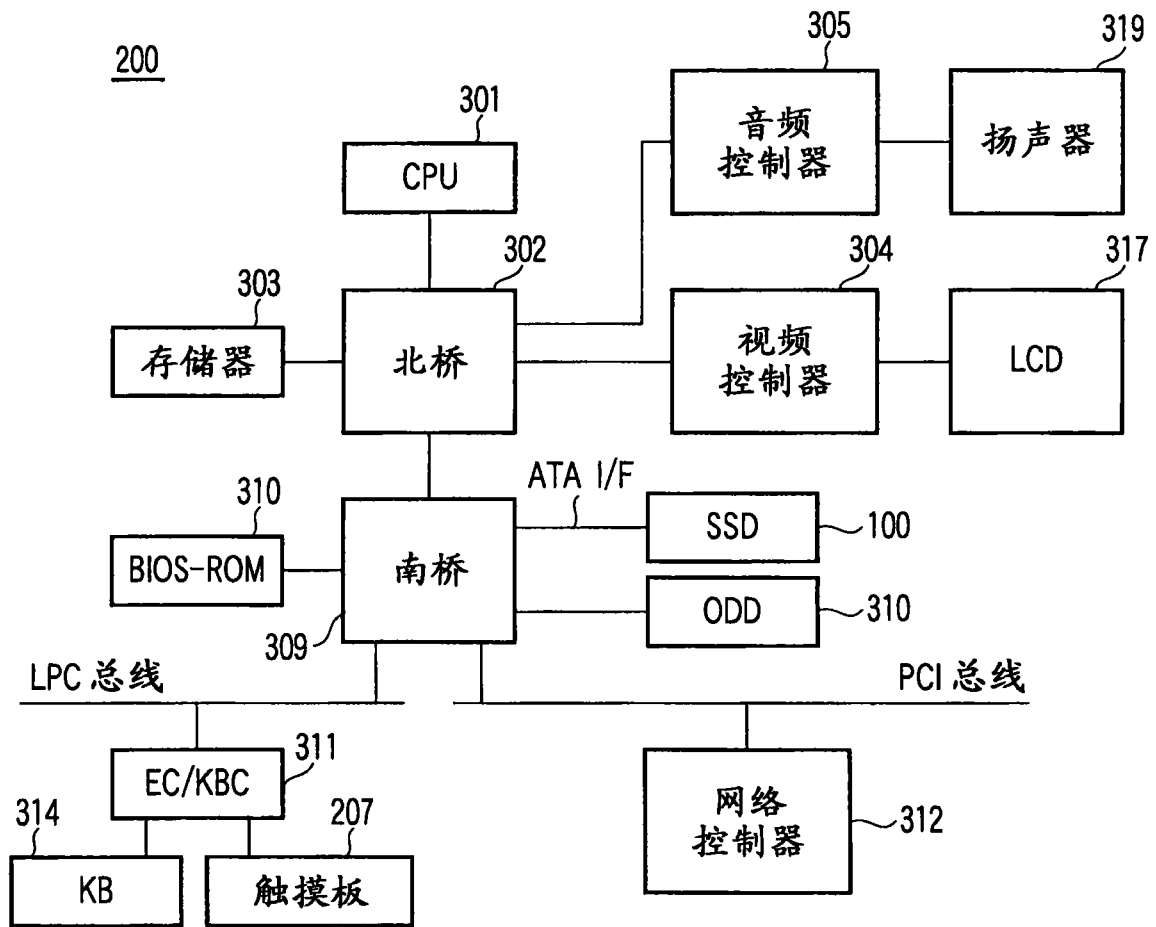 200
305
319
301
音频
控制器
扬声器
CPU
302
304
317
303
存储器
北桥
视频
控制器
LCD
ATA I/F
310
SSD
100
BIOS-ROM
南桥
ODD
310
309
LPC 总线
PCI 总线
EC/KBC
311
314
207
网络
控制器
312
KB
触摸板